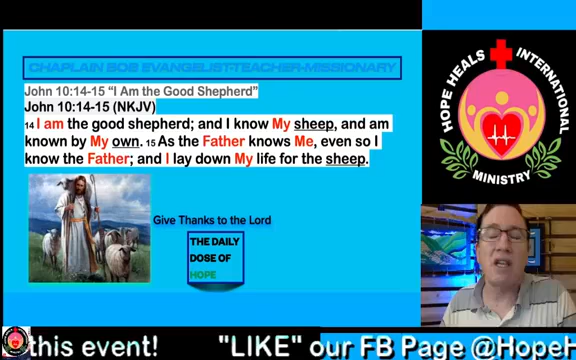 CHAPLAIN BOB EVANGELIST-TEACHER-MISSIONARY
John 10:14-15 “I Am the Good Shepherd”
John 10:14-15 (NKJV)
14 I am the good shepherd; and I know My sheep, and am
known by My own. 15 As the Father knows Me, even so I
know the Father; and I lay down My life for the sheep.
Give Thanks to the Lord
THE DAILY
DOSE OF
HOPE
HOPE HEALS INTERNATIONAL
MINISTRY
this event! "LIKE" our FB Page @HopeH